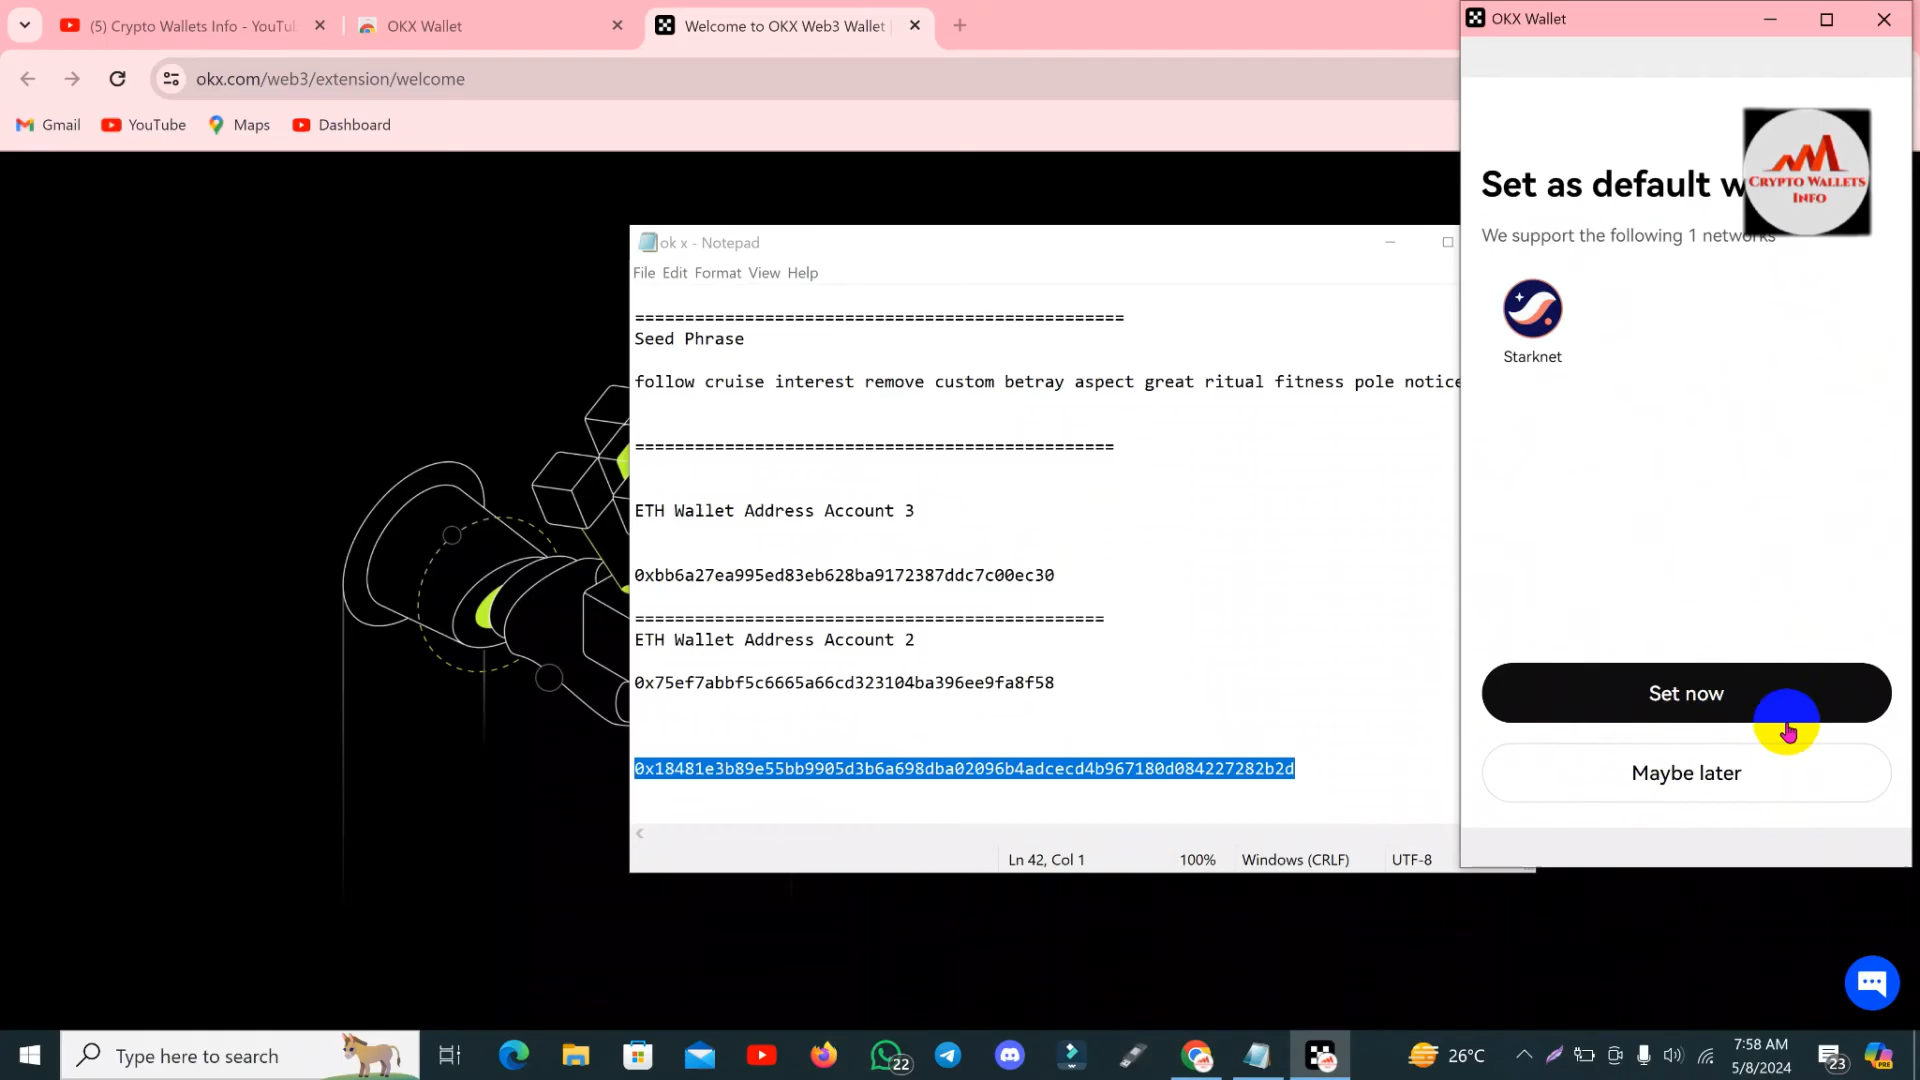 (5) Crypto Wallets Info - YouTu
OKX Wallet
Welcome to OKX Web3 Wallet
OKX Wallet
okx.com/web3/extension/welcome
Gmail
YouTube
Maps
Dashboard
Set as default w
CRYPTO WALLETS
INFO
We support the following 1 networks
Starknet
ok x - Notepad
File Edit Format View Help
================================================
Seed Phrase
follow cruise interest remove custom betray aspect great ritual fitness pole notice
================================================
ETH Wallet Address Account 3
0xbb6a27ea995ed83eb628ba9172387ddc7c00ec30
===============================================
ETH Wallet Address Account 2
0x75ef7abbf5c6665a66cd323104ba396ee9fa8f58
0x18481e3b89e55bb9905d3b6a698dba02096b4adcecd4b967180d084227282b2d
Ln 42, Col 1
100%
Windows (CRLF)
UTF-8
Set now
Maybe later
Type here to search
22
26°C
7:58 AM
5/8/2024
23
PRE